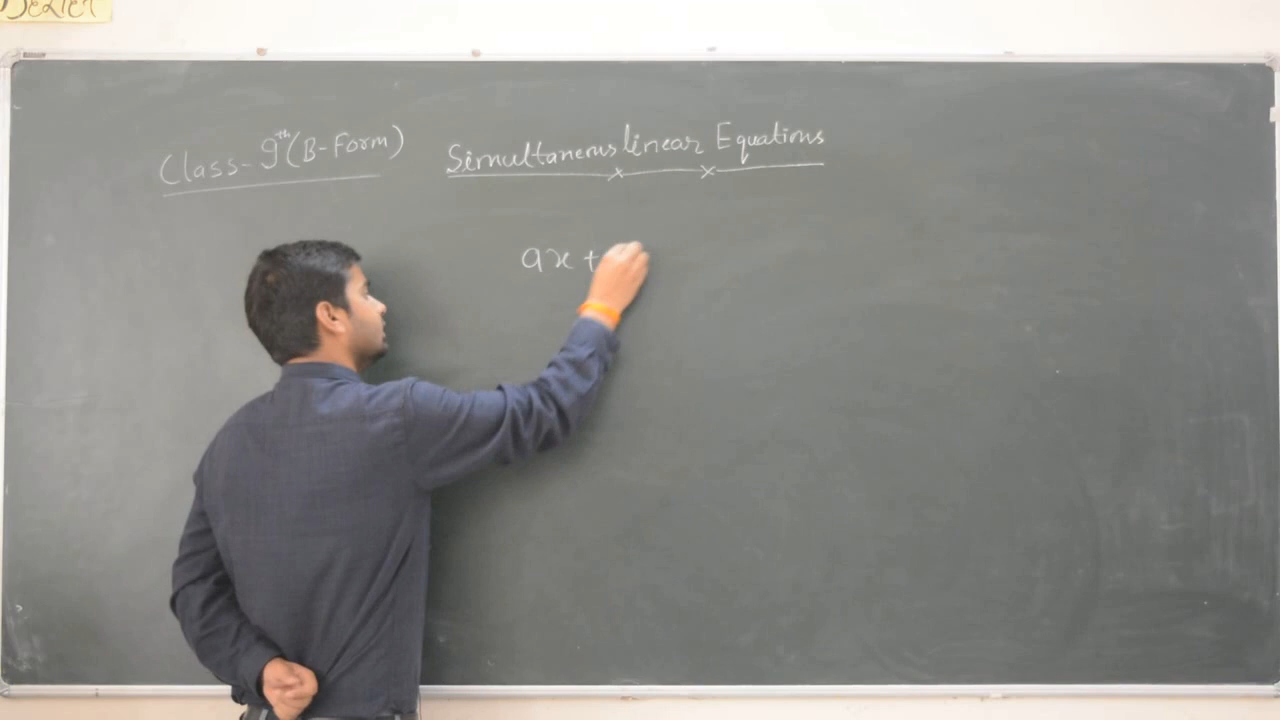 Class-9th (B-Form)
Simultaneous linear Equations
ax +